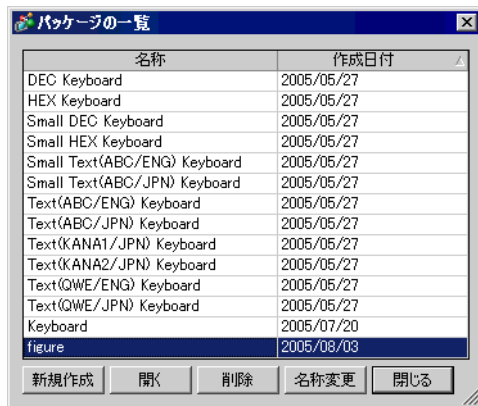 パッケージの一覧
名称 作成日付
DEC Keyboard 2005/05/27
HEX Keyboard 2005/05/27
Small DEC Keyboard 2005/05/27
Small HEX Keyboard 2005/05/27
Small Text(ABC/ENG) Keyboard 2005/05/27
Small Text(ABC/JPN) Keyboard 2005/05/27
Text(ABC/ENG) Keyboard 2005/05/27
Text(ABC/JPN) Keyboard 2005/05/27
Text(KANA1/JPN) Keyboard 2005/05/27
Text(KANA2/JPN) Keyboard 2005/05/27
Text(QWE/ENG) Keyboard 2005/05/27
Text(QWE/JPN) Keyboard 2005/05/27
Keyboard 2005/07/20
figure 2005/08/03
新規作成 開く 削除 名称変更 閉じる